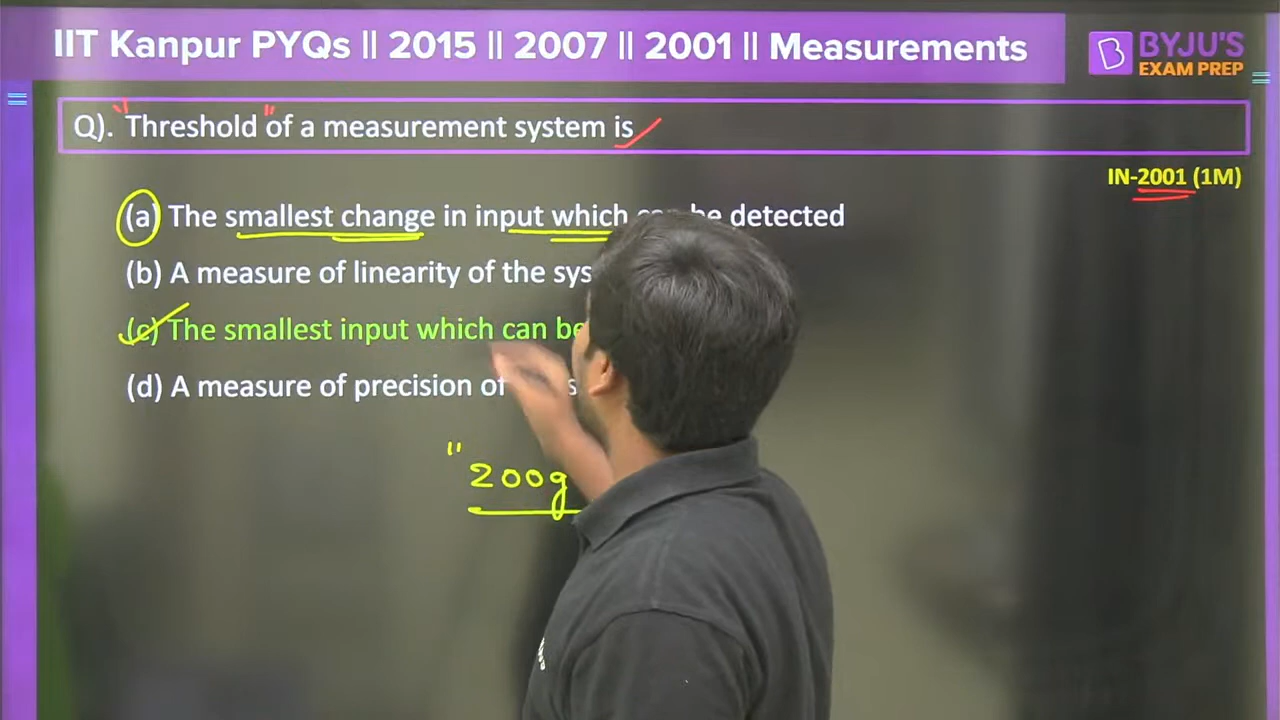 IIT Kanpur PYQs || 2015 || 2007 || 2001 || Measurements
BYJU'S
EXAM PREP
Q). "Threshold" of a measurement system is
IN-2001 (1M)
(a) The smallest change in input which can be detected
(b) A measure of linearity of the
(c) The smallest input which can be
(d) A measure of precision of
"200g